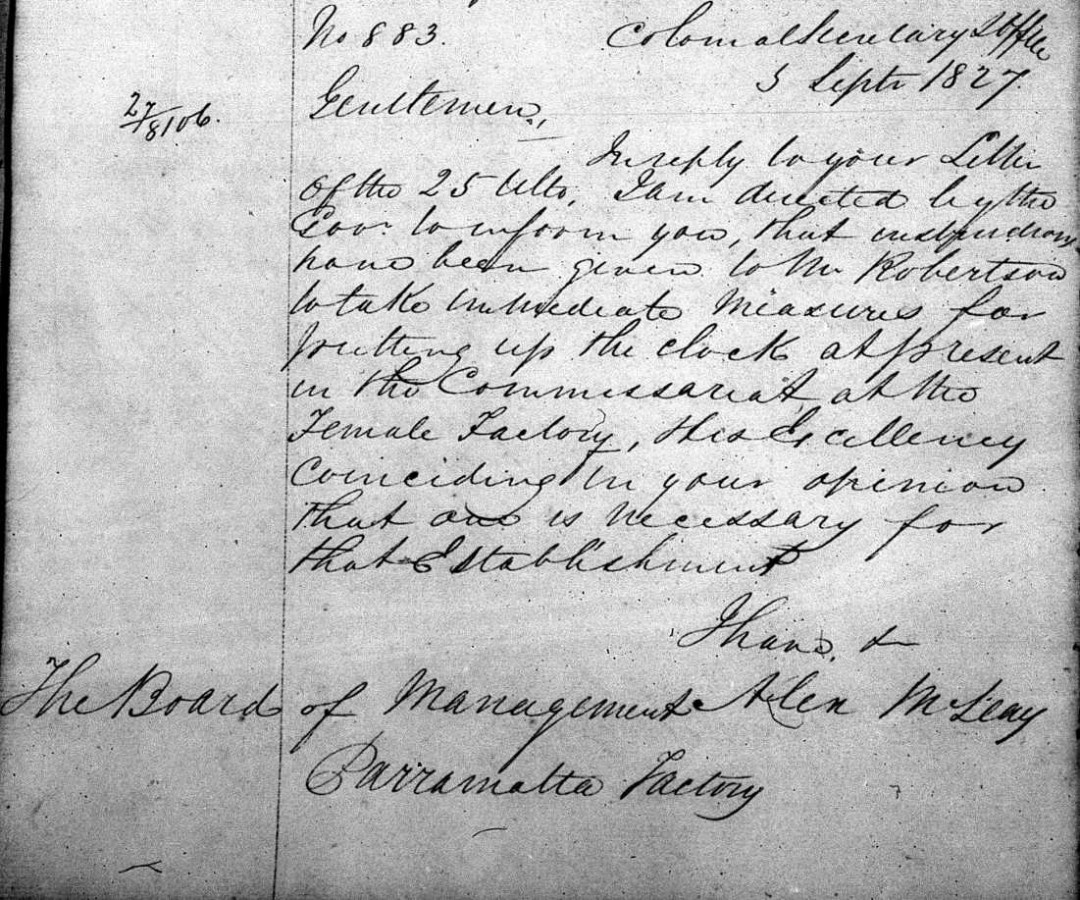 No 883.
Colonial Secretarys Office
5 Septr 1827.
27/8106.
Gentlemen,
In reply to your Letter
of the 25 Ulto, I am directed by the
Govr. to inform you, that instructions
have been given to Mr Robertson
to take immediate Measures for
putting up the clock at present
in the Commissariat at the
Female Factory, His Excellency
Coinciding in your opinion
that one is necessary for
that Establishment
I have. &
The Board of Management Alex McLeay
Parramatta Factory